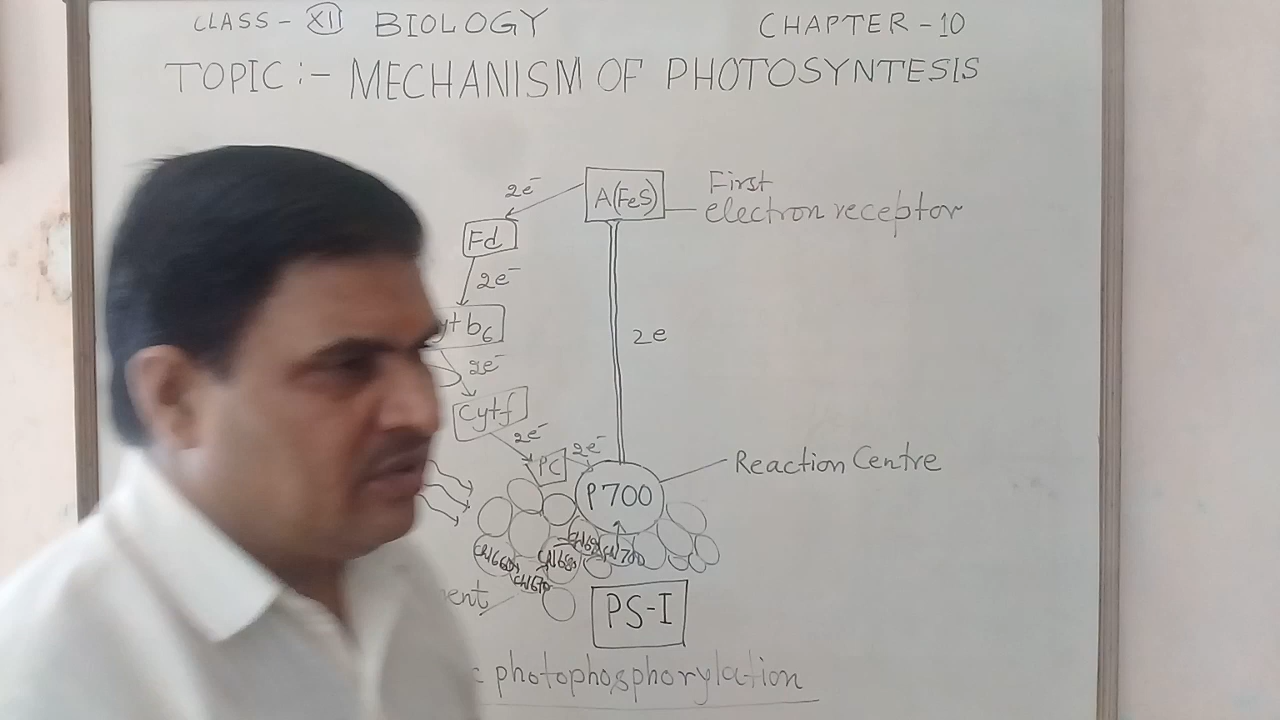 CLASS - XII BIOLOGY CHAPTER - 10
TOPIC :- MECHANISM OF PHOTOSYNTESIS
A(FeS)
First
electron receptor
2e⁻
Fd
2e⁻
b6
2e
2e⁻
Cytf
2e⁻
PC
2e⁻
P700
Reaction Centre
PS-I
photophosphorylation